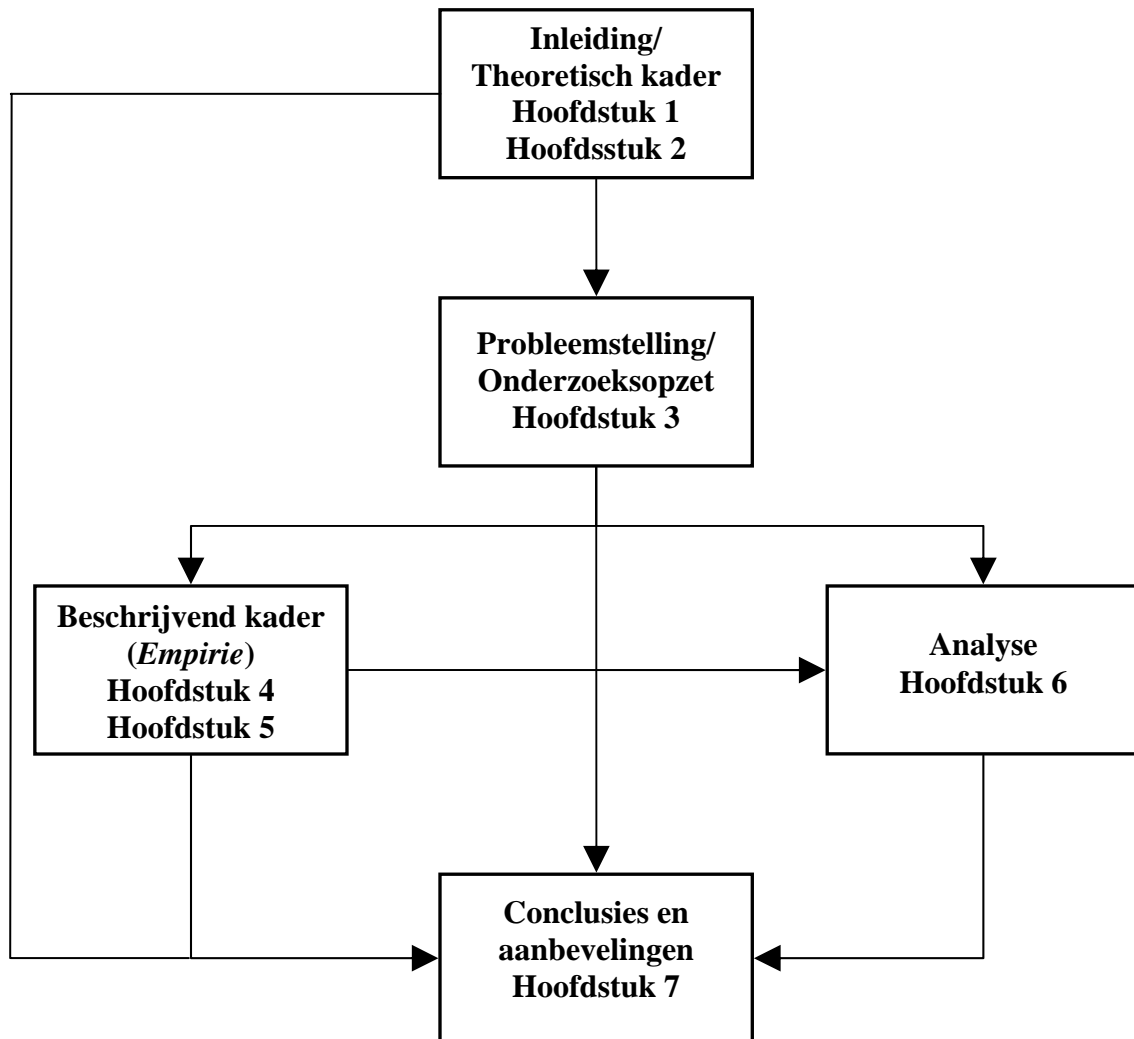 Inleiding/
Theoretisch kader
Hoofdstuk 1
Hoofdsstuk 2
Probleemstelling/
Onderzoeksopzet
Hoofdstuk 3
Beschrijvend kader
(Empirie)
Hoofdstuk 4
Hoofdstuk 5
Analyse
Hoofdstuk 6
Conclusies en
aanbevelingen
Hoofdstuk 7